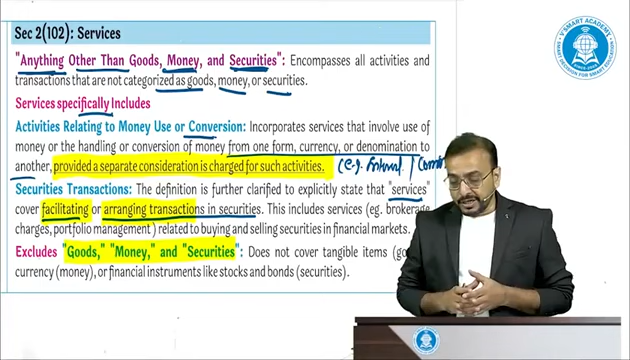 Sec 2(102): Services
"Anything Other Than Goods, Money, and Securities": Encompasses all activities and
transactions that are not categorized as goods, money, or securities.
Services specifically Includes
Activities Relating to Money Use or Conversion: Incorporates services that involve use of
money or the handling or conversion of money from one form, currency, or denomination to
another, provided a separate consideration is charged for such activities. (e.g.
Securities Transactions: The definition is further clarified to explicitly state that "services"
cover facilitating or arranging transactions in securities. This includes services (eg. brokerage
charges, portfolio management) related to buying and selling securities in financial markets.
Excludes "Goods," "Money," and "Securities": Does not cover tangible items
currency (money), or financial instruments like stocks and bonds (securities).
V'SMART ACADEMY